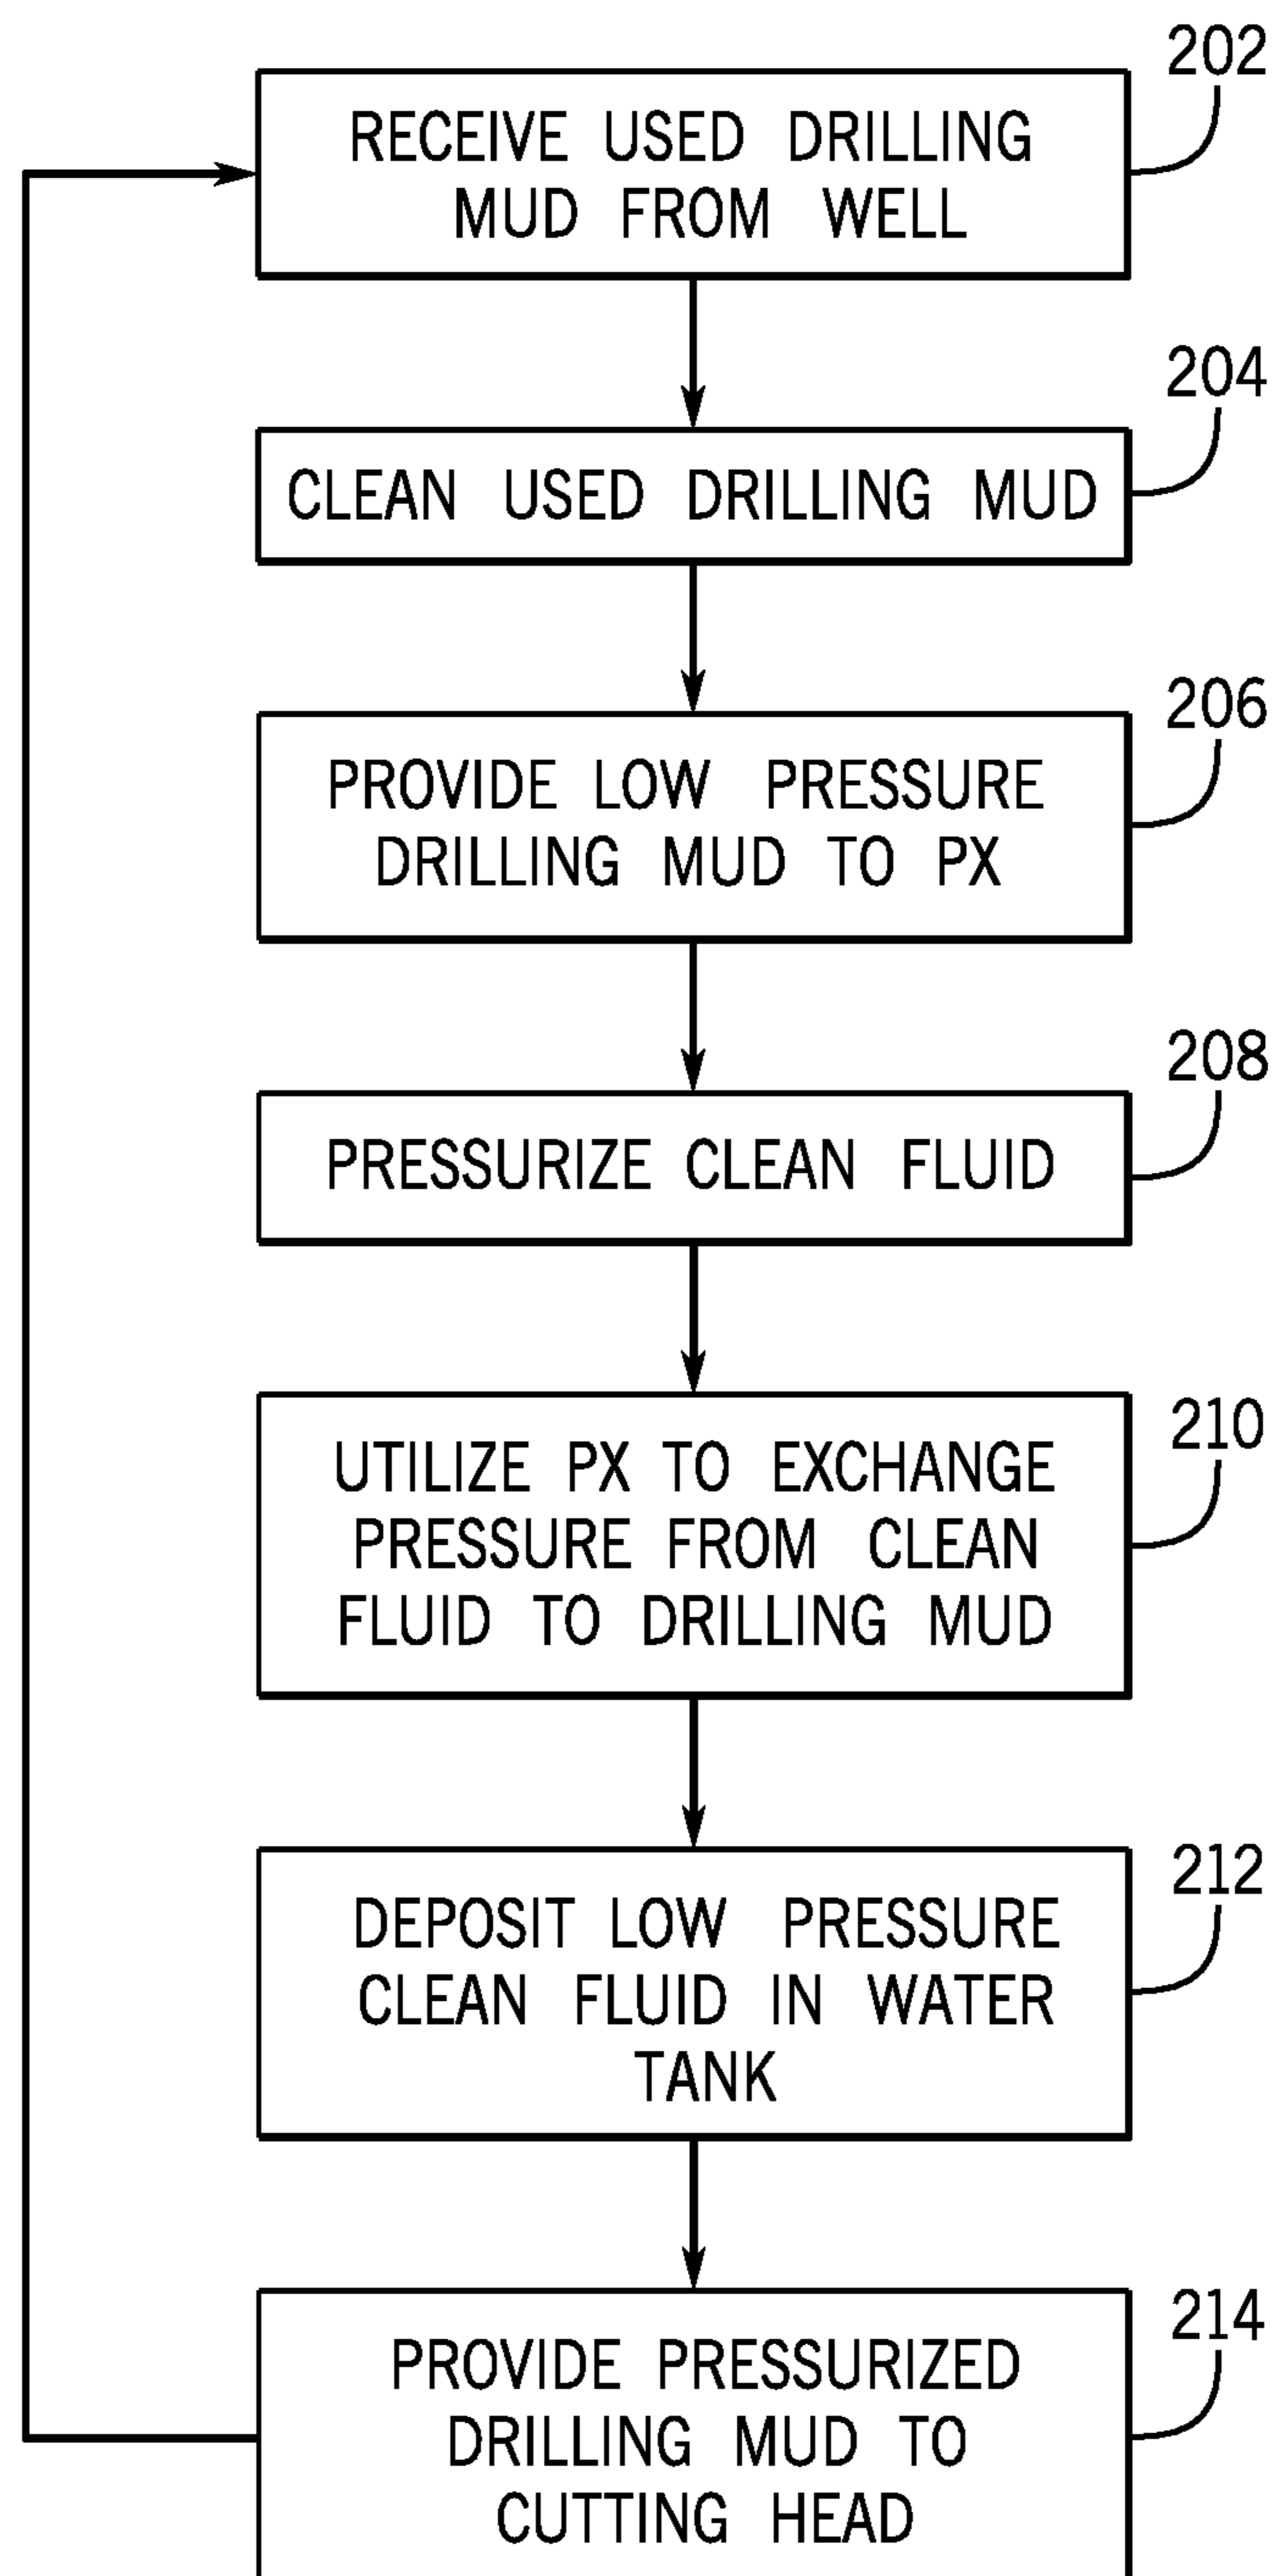 202
RECEIVE USED DRILLING
MUD FROM WELL
204
CLEAN USED DRILLING MUD
206
PROVIDE LOW PRESSURE
DRILLING MUD TO PX
208
PRESSURIZE CLEAN FLUID
210
UTILIZE PX TO EXCHANGE
PRESSURE FROM CLEAN
FLUID TO DRILLING MUD
212
DEPOSIT LOW PRESSURE
CLEAN FLUID IN WATER
TANK
214
PROVIDE PRESSURIZED
DRILLING MUD TO
CUTTING HEAD